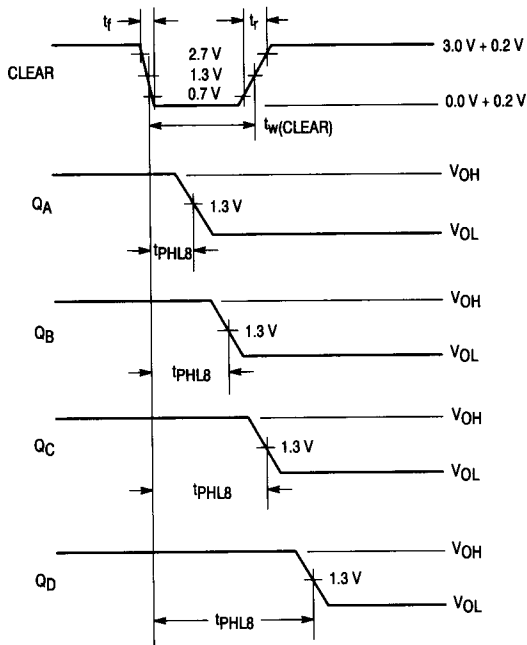 tf tr
2.7 V 3.0 V + 0.2 V
CLEAR 1.3 V
0.7 V 0.0 V + 0.2 V
tw(CLEAR)
VOH
QA 1.3 V
VOL
tPHL8
VOH
QB 1.3 V
VOL
tPHL8
VOH
QC 1.3 V
VOL
tPHL8
VOH
QD 1.3 V
VOL
tPHL8